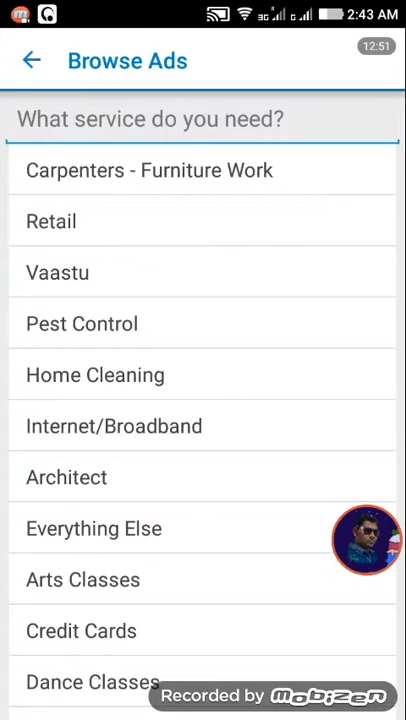 3G G 2:43 AM
12:51
Browse Ads
What service do you need?
Carpenters - Furniture Work
Retail
Vaastu
Pest Control
Home Cleaning
Internet/Broadband
Architect
Everything Else
Arts Classes
Credit Cards
Dance Classes
Recorded by mobizen